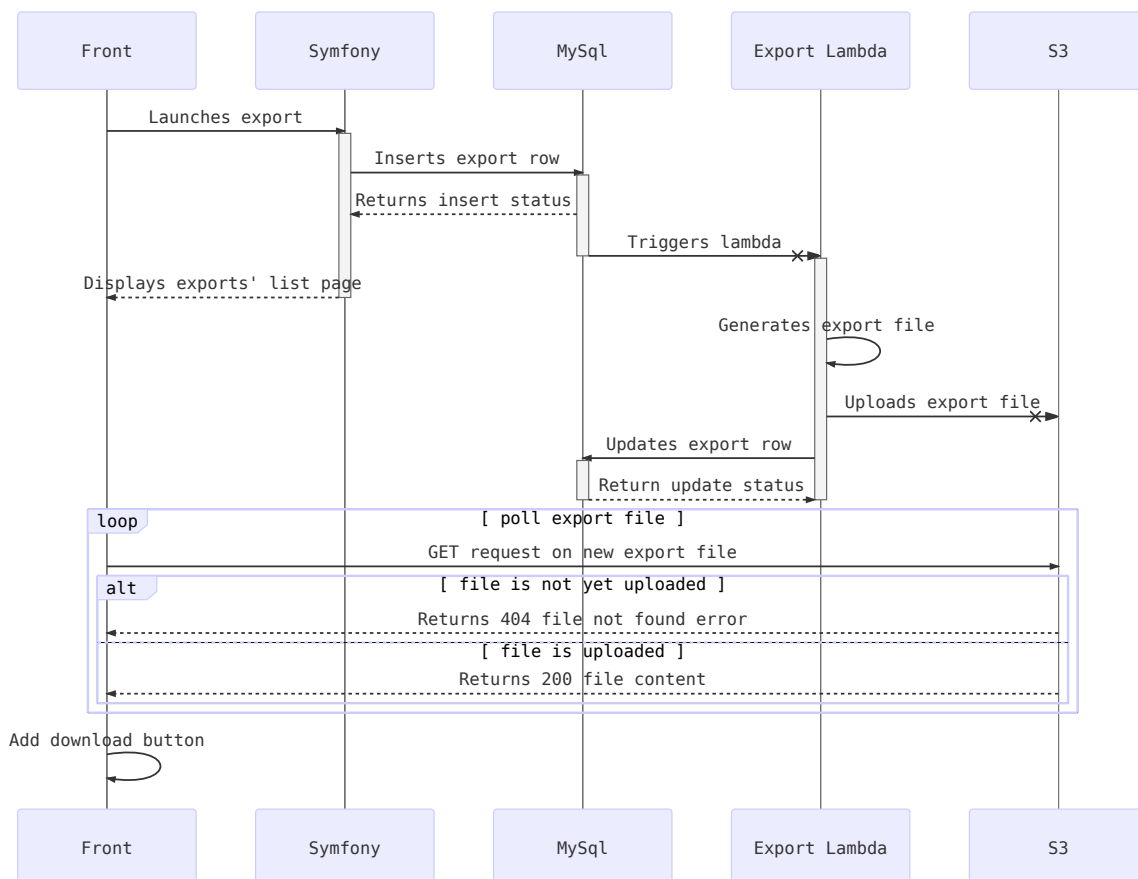 Front
Symfony
MySql
Export Lambda
S3
Launches export
Inserts export row
Returns insert status
Triggers lambda
Displays exports' list page
Generates export file
Uploads export file
Updates export row
Return update status
loop
[ poll export file ]
GET request on new export file
alt
[ file is not yet uploaded ]
Returns 404 file not found error
[ file is uploaded ]
Returns 200 file content
Add download button
Front
Symfony
MySql
Export Lambda
S3